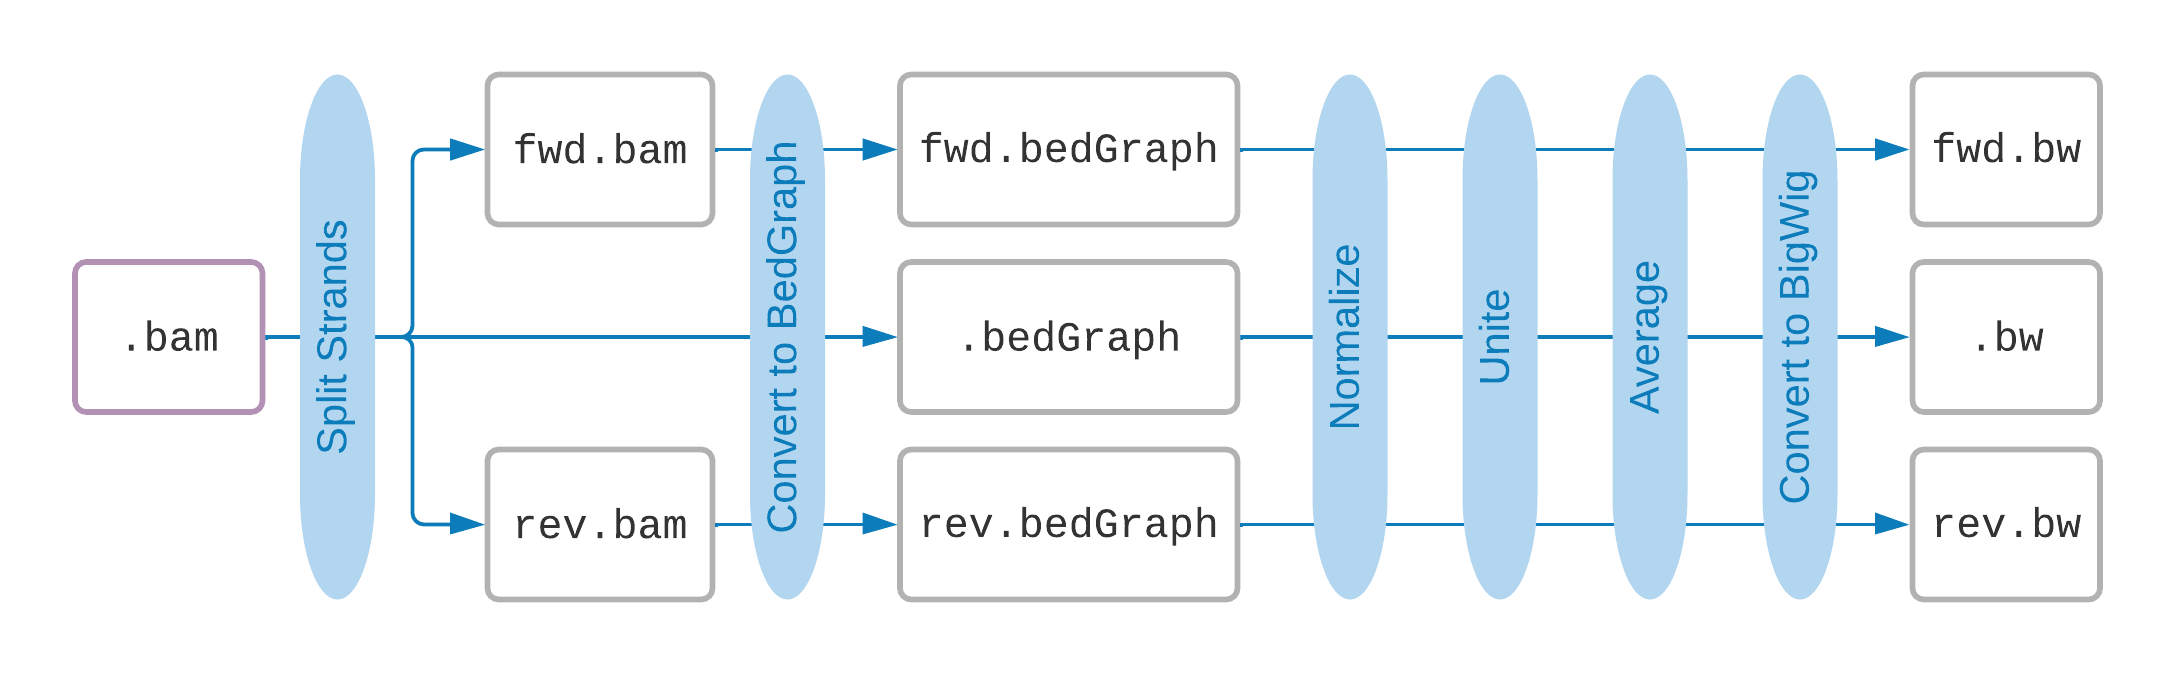 .bam
Split Strands
fwd.bam
rev.bam
Convert to BedGraph
fwd.bedGraph
.bedGraph
rev.bedGraph
Normalize
Unite
Average
Convert to BigWig
fwd.bw
.bw
rev.bw